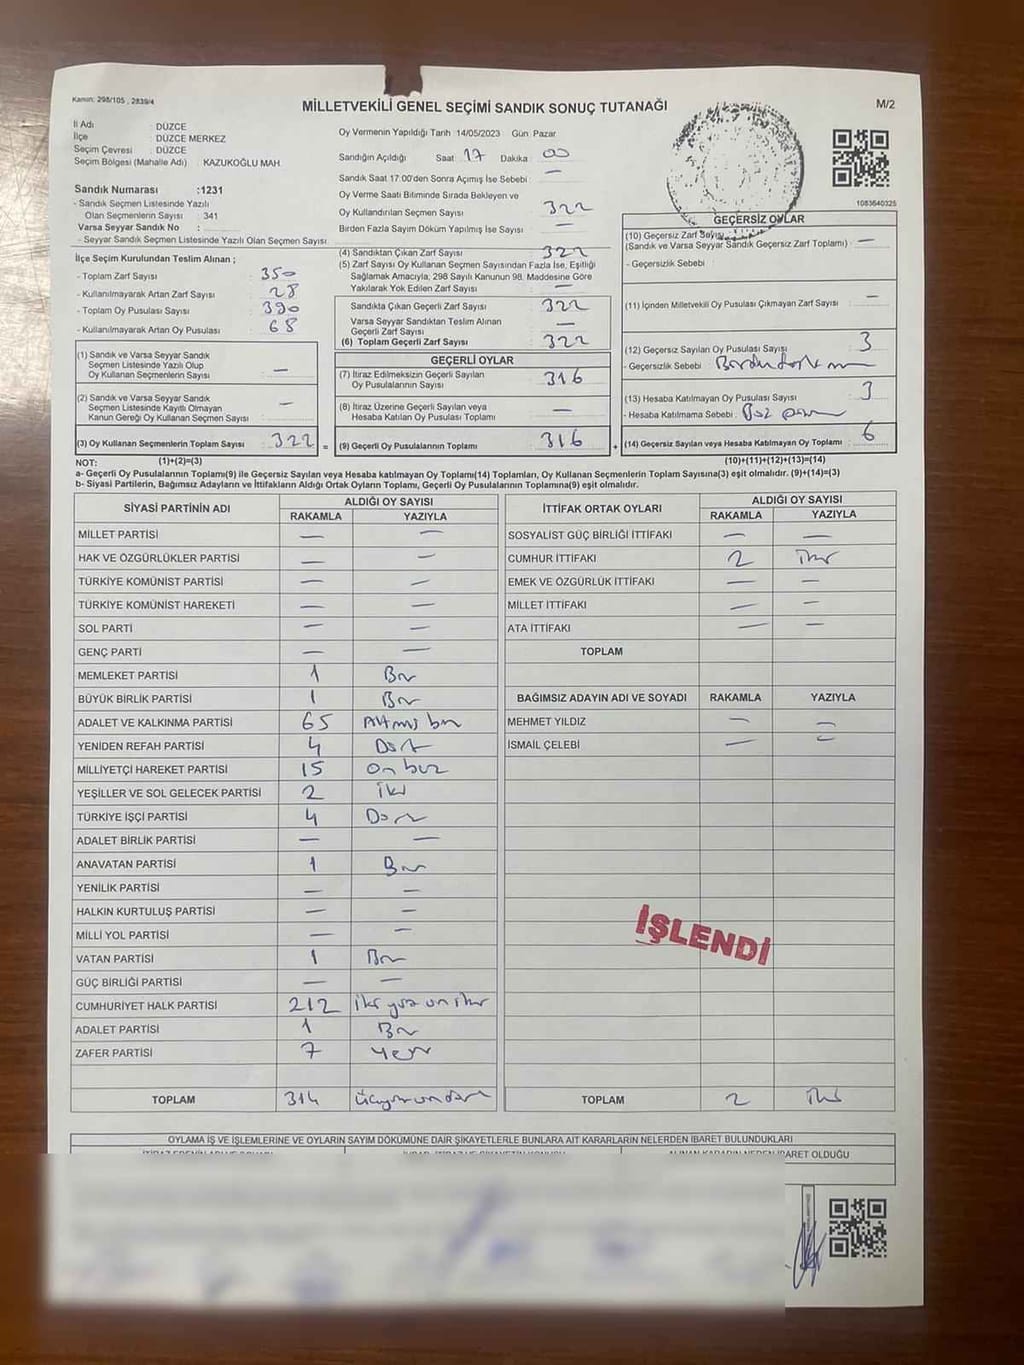 Kanun: 298/105 , 2839/4
MİLLETVEKİLİ GENEL SEÇİMİ SANDIK SONUÇ TUTANAĞI
M/2
İl Adı : DÜZCE
İlçe : DÜZCE MERKEZ
Seçim Çevresi : DÜZCE
Seçim Bölgesi (Mahalle Adı) : KAZUKOĞLU MAH
Sandık Numarası :1231
- Sandık Seçmen Listesinde Yazılı
Olan Seçmenlerin Sayısı : 341
Varsa Seyyar Sandık No :
- Seyyar Sandık Seçmen Listesinde Yazılı Olan Seçmen Sayısı
İlçe Seçim Kurulundan Teslim Alınan ;
- Toplam Zarf Sayısı 350
- Kullanılmayarak Artan Zarf Sayısı 28
- Toplam Oy Pusulası Sayısı 390
- Kullanılmayarak Artan Oy Pusulası 68
Oy Vermenin Yapıldığı Tarih 14/05/2023 Gün: Pazar
Sandığın Açıldığı Saat 17 Dakika 00
Sandık Saat 17:00'den Sonra Açımış İse Sebebi : —
Oy Verme Saati Bitiminde Sırada Bekleyen ve
Oy Kullandırılan Seçmen Sayısı 322
Birden Fazla Sayım Döküm Yapılmış İse Sayısı —
(4) Sandıktan Çıkan Zarf Sayısı 322
(5) Zarf Sayısı Oy Kullanan Seçmen Sayısından Fazla İse, Eşitliği
Sağlamak Amacıyla, 298 Sayılı Kanunun 98. Maddesine Göre
Yakılarak Yok Edilen Zarf Sayısı —
Sandıkta Çıkan Geçerli Zarf Sayısı 322
Varsa Seyyar Sandıktan Teslim Alınan
Geçerli Zarf Sayısı —
(6) Toplam Geçerli Zarf Sayısı 322
1083640325
GEÇERSİZ OYLAR
(10) Geçersiz Zarf Sayısı —
(Sandık ve Varsa Seyyar Sandık Geçersiz Zarf Toplamı)
- Geçersizlik Sebebi :
(11) İçinden Milletvekili Oy Pusulası Çıkmayan Zarf Sayısı —
(12) Geçersiz Sayılan Oy Pusulası Sayısı 3
- Geçersizlik Sebebi :
(13) Hesaba Katılmayan Oy Pusulası Sayısı 3
- Hesaba Katılmama Sebebi :
(14) Geçersiz Sayılan veya Hesaba Katılmayan Oy Toplamı 6
(10)+(11)+(12)+(13)=(14)
(1) Sandık ve Varsa Seyyar Sandık
Seçmen Listesinde Yazılı Olup
Oy Kullanan Seçmenlerin Sayısı —
(2) Sandık ve Varsa Seyyar Sandık
Seçmen Listesinde Kayıtlı Olmayan
Kanun Gereği Oy Kullanan Seçmen Sayısı —
(3) Oy Kullanan Seçmenlerin Toplam Sayısı 322 =
GEÇERLİ OYLAR
(7) İtiraz Edilmeksizin Geçerli Sayılan
Oy Pusulalarının Sayısı 316
(8) İtiraz Üzerine Geçerli Sayılan veya
Hesaba Katılan Oy Pusulası Toplamı —
(9) Geçerli Oy Pusulalarının Toplamı 316 +
NOT: (1)+(2)=(3)
a- Geçerli Oy Pusulalarının Toplamı(9) ile Geçersiz Sayılan veya Hesaba katılmayan Oy Toplamı(14) Toplamları, Oy Kullanan Seçmenlerin Toplam Sayısına(3) eşit olmalıdır. (9)+(14)=(3)
b- Siyasi Partilerin, Bağımsız Adayların ve İttifakların Aldığı Ortak Oyların Toplamı, Geçerli Oy Pusulalarının Toplamına(9) eşit olmalıdır.
SİYASİ PARTİNİN ADI ALDIĞI OY SAYISI
RAKAMLA YAZIYLA
MİLLET PARTİSİ — —
HAK VE ÖZGÜRLÜKLER PARTİSİ — —
TÜRKİYE KOMÜNİST PARTİSİ — —
TÜRKİYE KOMÜNİST HAREKETİ — —
SOL PARTİ — —
GENÇ PARTİ — —
MEMLEKET PARTİSİ 1 Bir
BÜYÜK BİRLİK PARTİSİ 1 Bir
ADALET VE KALKINMA PARTİSİ 65
YENİDEN REFAH PARTİSİ 4 Dört
MİLLİYETÇİ HAREKET PARTİSİ 15
YEŞİLLER VE SOL GELECEK PARTİSİ 2 İki
TÜRKİYE İŞÇİ PARTİSİ 4 Dört
ADALET BİRLİK PARTİSİ — —
ANAVATAN PARTİSİ 1 Bir
YENİLİK PARTİSİ — —
HALKIN KURTULUŞ PARTİSİ — —
MİLLİ YOL PARTİSİ — —
VATAN PARTİSİ 1 Bir
GÜÇ BİRLİĞİ PARTİSİ — —
CUMHURİYET HALK PARTİSİ 212 iki yüz on iki
ADALET PARTİSİ 1 Bir
ZAFER PARTİSİ 7 Yedi
TOPLAM 314 Üçyüzondört
İTTİFAK ORTAK OYLARI ALDIĞI OY SAYISI
RAKAMLA YAZIYLA
SOSYALİST GÜÇ BİRLİĞİ İTTİFAKI — —
CUMHUR İTTİFAKI 2 iki
EMEK VE ÖZGÜRLÜK İTTİFAKI — —
MİLLET İTTİFAKI — —
ATA İTTİFAKI — —
TOPLAM
BAĞIMSIZ ADAYIN ADI VE SOYADI RAKAMLA YAZIYLA
MEHMET YILDIZ — —
İSMAİL ÇELEBİ — —
İŞLENDİ
TOPLAM 2 iki
OYLAMA İŞ VE İŞLEMLERİNE VE OYLARIN SAYIM DÖKÜMÜNE DAİR ŞİKAYETLERLE BUNLARA AİT KARARLARIN NELERDEN İBARET BULUNDUKLARI
ALINAN KARARIN NEDEN İBARET OLDUĞU